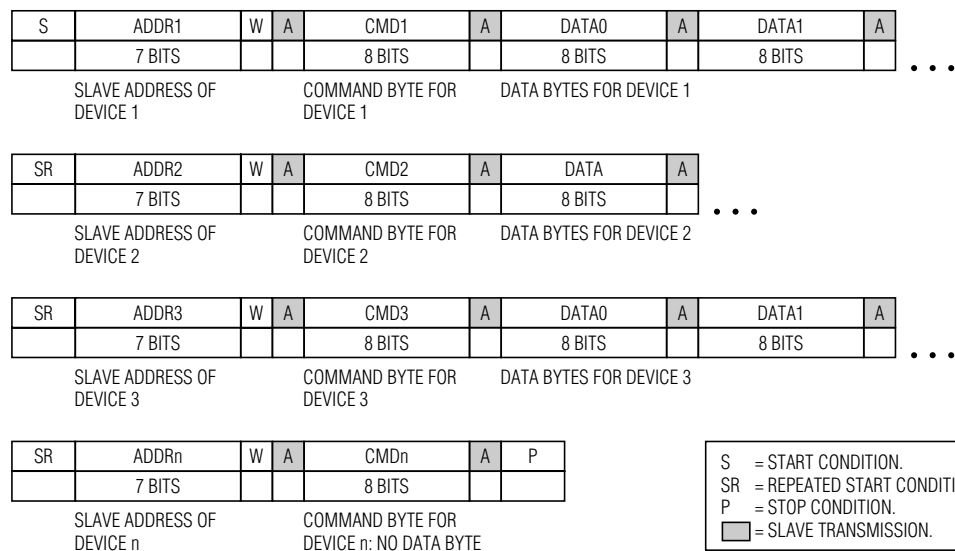 S ADDR1 W A CMD1 A DATA0 A DATA1 A
7 BITS 8 BITS 8 BITS 8 BITS
SLAVE ADDRESS OF DEVICE 1
COMMAND BYTE FOR DEVICE 1
DATA BYTES FOR DEVICE 1
• • •
SR ADDR2 W A CMD2 A DATA A
7 BITS 8 BITS 8 BITS
SLAVE ADDRESS OF DEVICE 2
COMMAND BYTE FOR DEVICE 2
DATA BYTES FOR DEVICE 2
• • •
SR ADDR3 W A CMD3 A DATA0 A DATA1 A
7 BITS 8 BITS 8 BITS 8 BITS
SLAVE ADDRESS OF DEVICE 3
COMMAND BYTE FOR DEVICE 3
DATA BYTES FOR DEVICE 3
• • •
SR ADDRn W A CMDn A P
7 BITS 8 BITS
SLAVE ADDRESS OF DEVICE n
COMMAND BYTE FOR DEVICE n: NO DATA BYTE
S = START CONDITION.
SR = REPEATED START CONDITI
P = STOP CONDITION.
= SLAVE TRANSMISSION.